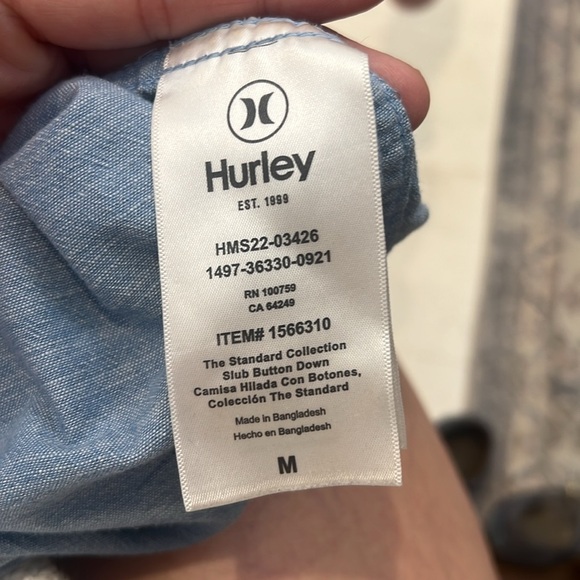 Hurley
EST. 1999
HMS22-03426
1497-36330-0921
RN 100759
CA 64249
ITEM# 1566310
The Standard Collection
Slub Button Down
Camisa Hilada Con Botones,
Colección The Standard
Made in Bangladesh
Hecho en Bangladesh
M